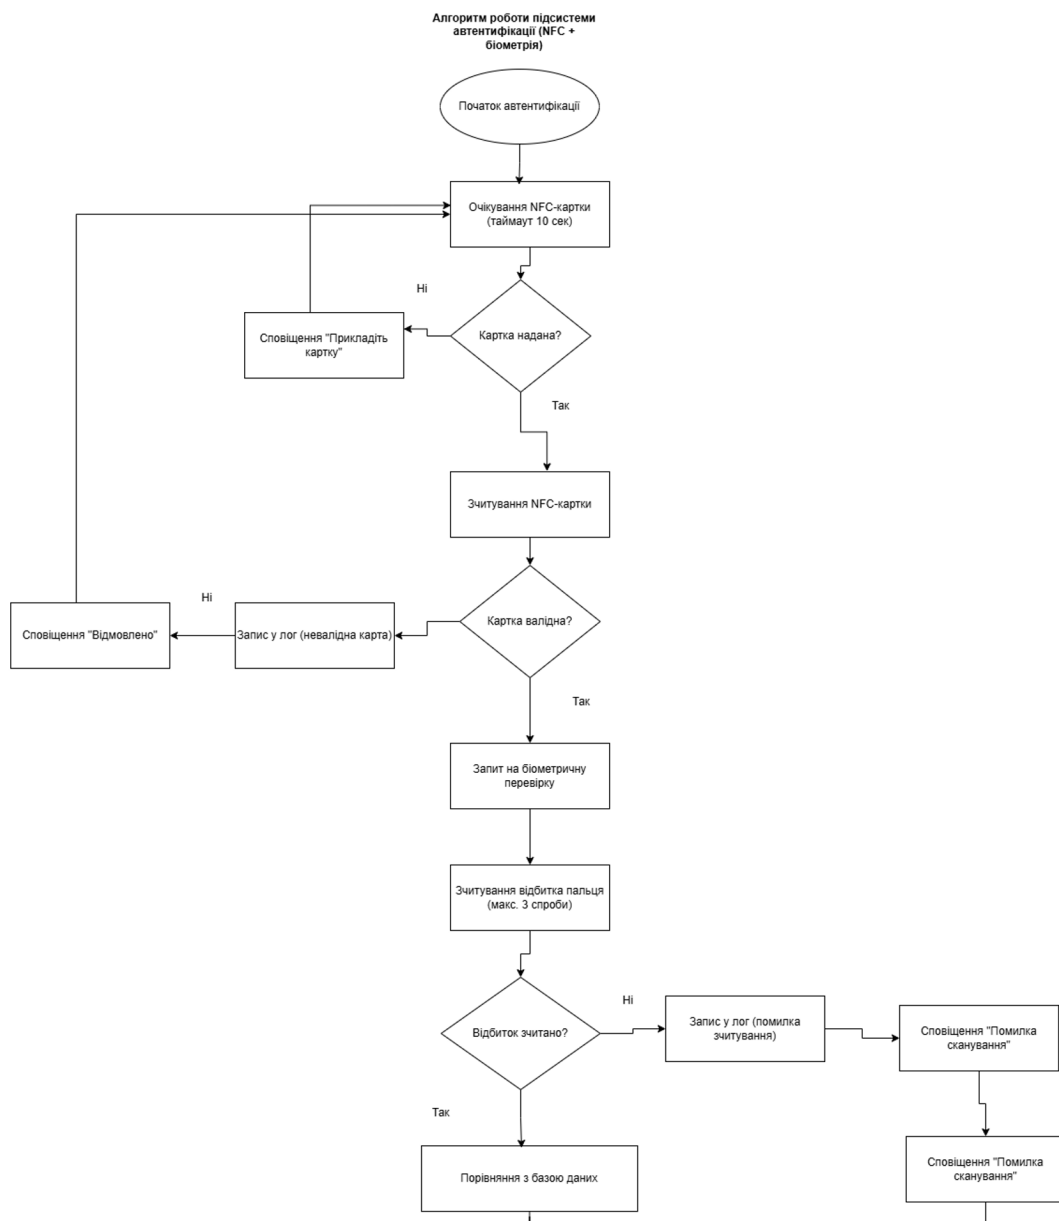 Алгоритм роботи підсистеми
автентифікації (NFC +
біометрія)
Початок автентифікації
Очікування NFC-картки
(таймаут 10 сек)
Ні
Картка надана?
Сповіщення "Прикладіть
картку"
Так
Зчитування NFC-картки
Ні
Картка валідна?
Запис у лог (невалідна карта)
Сповіщення "Відмовлено"
Так
Запит на біометричну
перевірку
Зчитування відбитка пальця
(макс. 3 спроби)
Ні
Відбиток зчитано?
Запис у лог (помилка
зчитування)
Сповіщення "Помилка
сканування"
Так
Порівняння з базою даних
Сповіщення "Помилка
сканування"